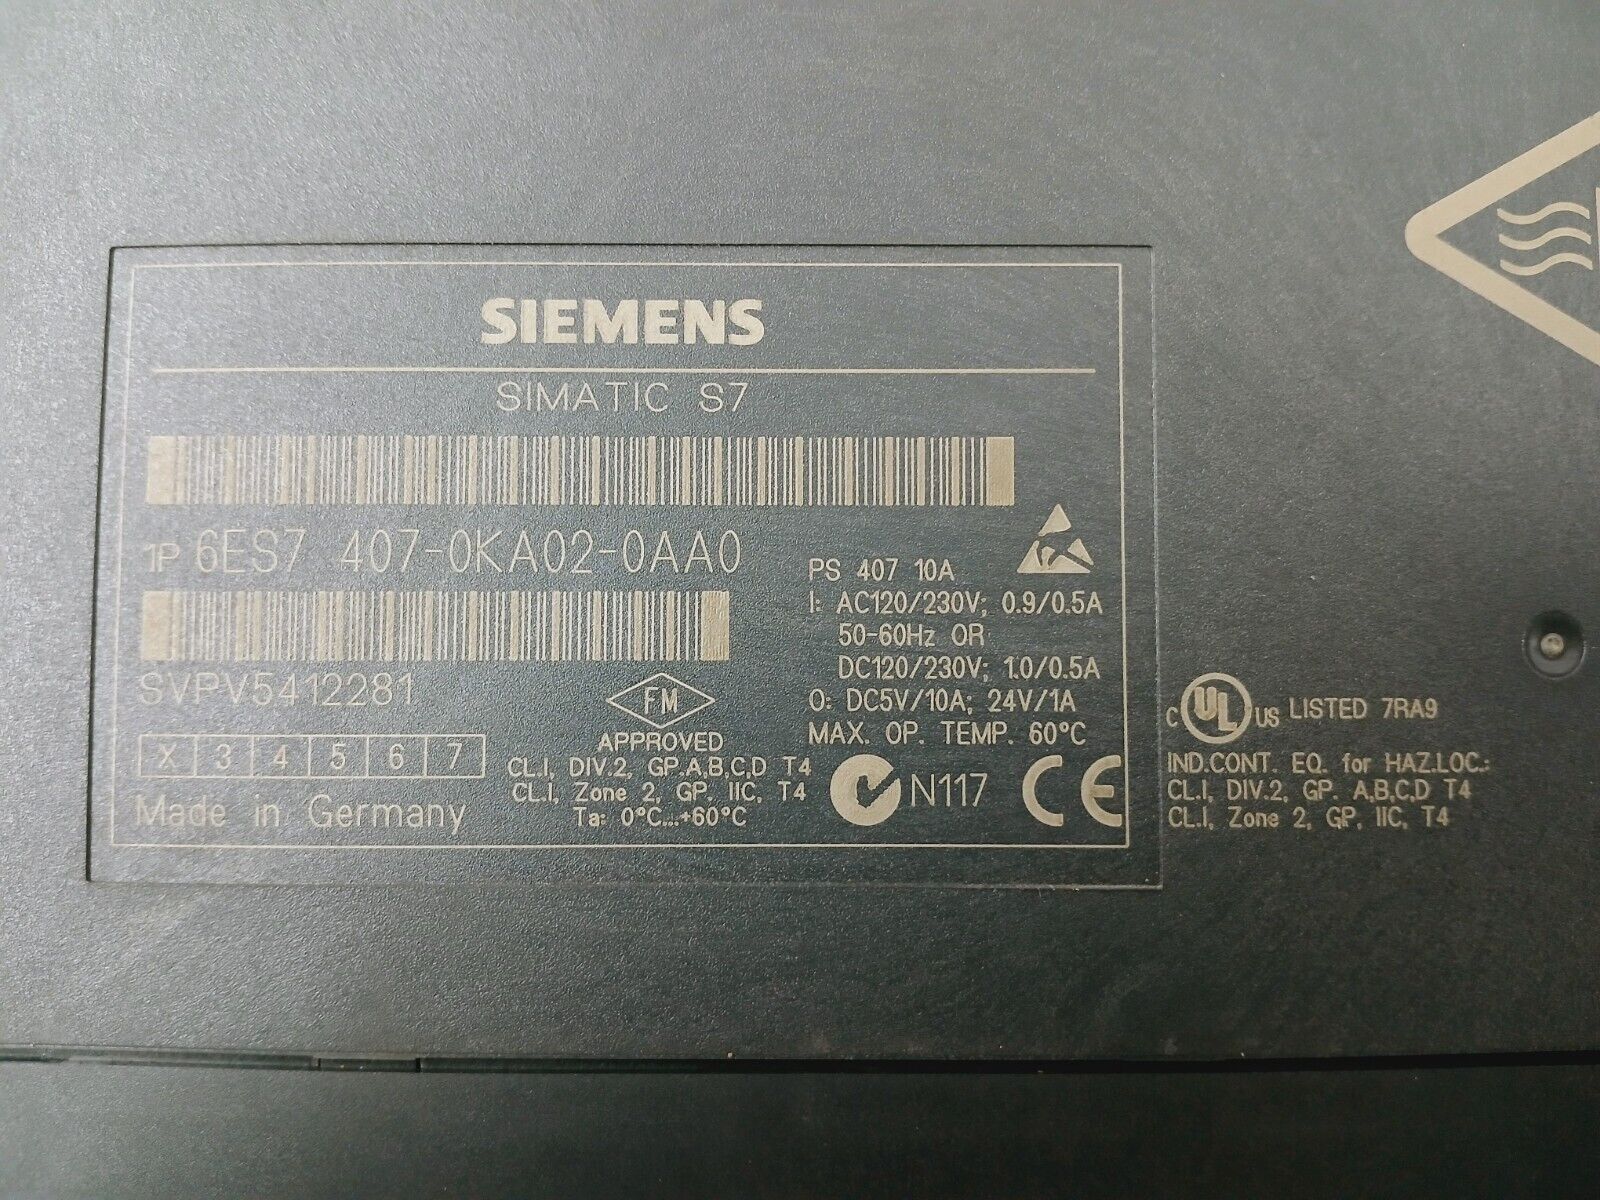 SIEMENS
SIMATIC S7
1P 6ES7 407-0KA02-0AA0
SVPV5412281
X 3 4 5 6 7
Made in Germany
FM
APPROVED
CL.I, DIV.2, GP.A,B,C,D T4
CL.I, Zone 2, GP. IIC, T4
Ta: 0°C...+60°C
PS 407 10A
I: AC120/230V; 0.9/0.5A
50-60Hz OR
DC120/230V; 1.0/0.5A
O: DC5V/10A; 24V/1A
MAX. OP. TEMP. 60°C
N117 CE
C UL US LISTED 7RA9
IND.CONT. EQ. for HAZ.LOC.:
CL.I, DIV.2, GP. A,B,C,D T4
CL.I, Zone 2, GP, IIC, T4